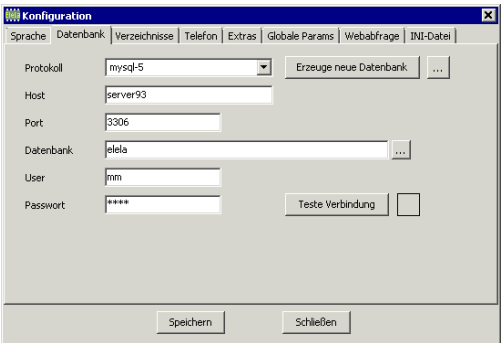 Konfiguration
Sprache Datenbank Verzeichnisse Telefon Extras Globale Params Webabfrage INI-Datei
Protokoll mysql-5 Erzeuge neue Datenbank ...
Host server93
Port 3306
Datenbank elela ...
User mm
Passwort **** Teste Verbindung
Speichern Schließen